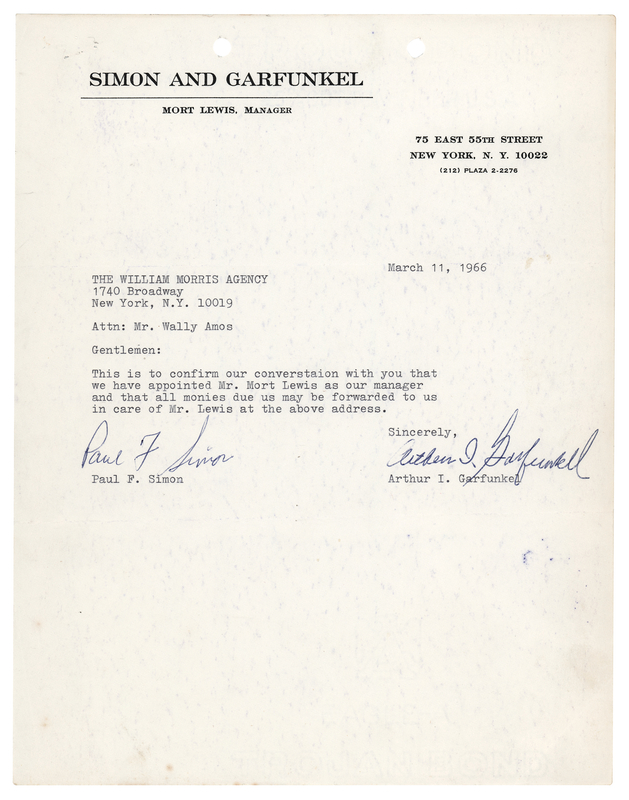 SIMON AND GARFUNKEL
MORT LEWIS, MANAGER
75 EAST 55TH STREET
NEW YORK, N. Y. 10022
(212) PLAZA 2-2276
March 11, 1966
THE WILLIAM MORRIS AGENCY
1740 Broadway
New York, N.Y. 10019
Attn: Mr. Wally Amos
Gentlemen:
This is to confirm our converstaion with you that
we have appointed Mr. Mort Lewis as our manager
and that all monies due us may be forwarded to us
in care of Mr. Lewis at the above address.
Sincerely,
Paul F Simon
Arthur I. Garfunkel
Paul F. Simon
Arthur I. Garfunkel